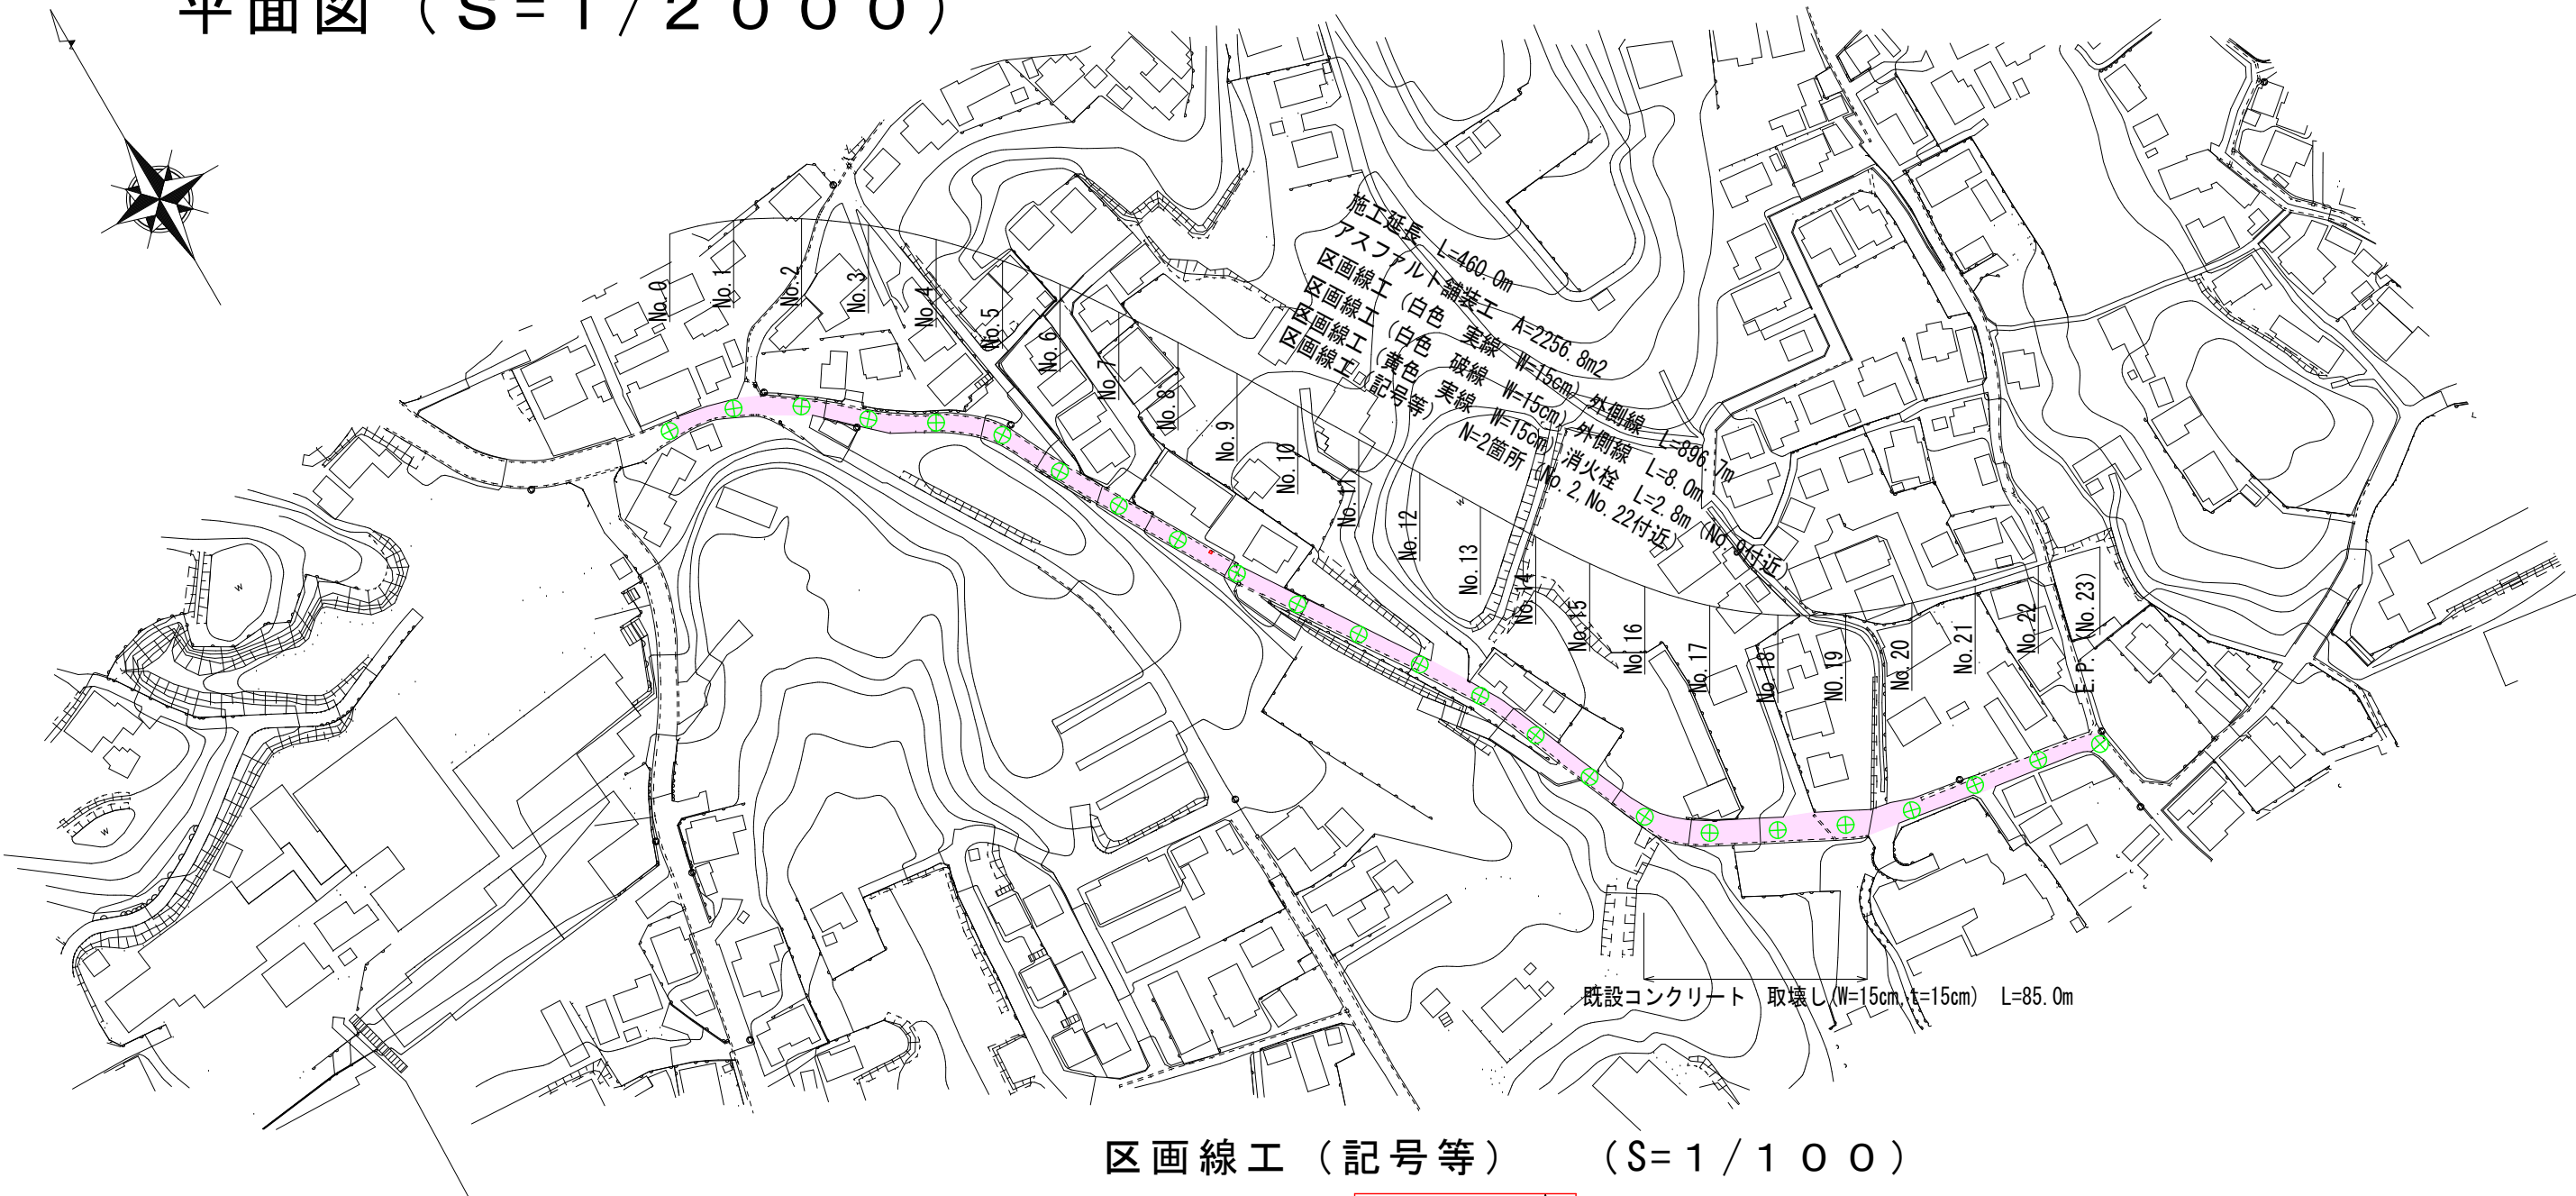 平面図（Ｓ＝１／２０００）
施工延長　L=460.0m
アスファルト舗装工　A=2256.8m2
区画線工（白色　実線　W=15cm）外側線　L=896.7m
区画線工（白色　破線　W=15cm）外側線　L=8.0m
区画線工（黄色　実線　W=15cm）消火栓　L=2.8m（No.9付近）
区画線工（記号等）　N=2箇所（No.2,No.22付近）
No.0
No.1
No.2
No.3
No.4
No.5
No.6
No.7
No.8
No.9
No.10
No.11
No.12
No.13
No.14
No.15
No.16
No.17
No.18
No.19
No.20
No.21
No.22
E.P.(No.23)
既設コンクリート　取壊し(W=15cm,t=15cm)　L=85.0m
区画線工（記号等）　（S=１／１００）